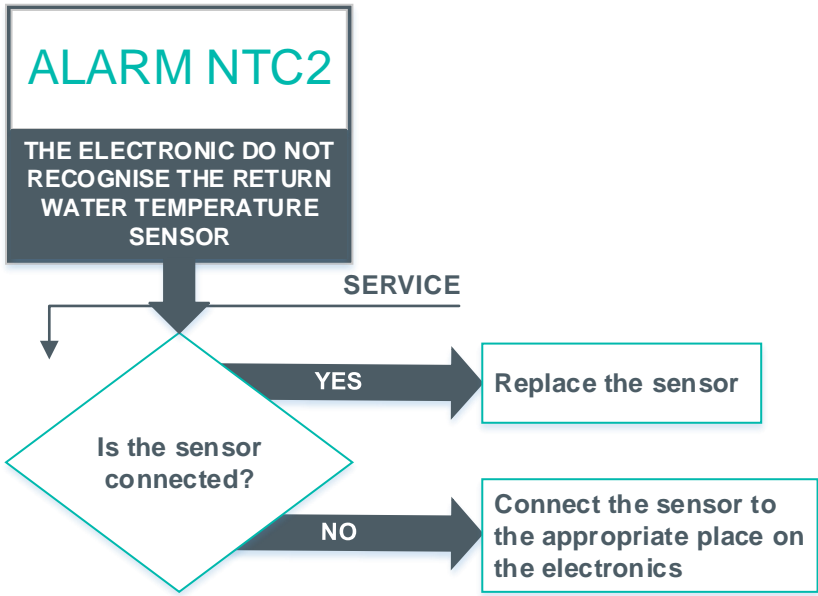 ALARM NTC2
THE ELECTRONIC DO NOT
RECOGNISE THE RETURN
WATER TEMPERATURE
SENSOR
SERVICE
YES
Replace the sensor
Is the sensor
connected?
NO
Connect the sensor to
the appropriate place on
the electronics